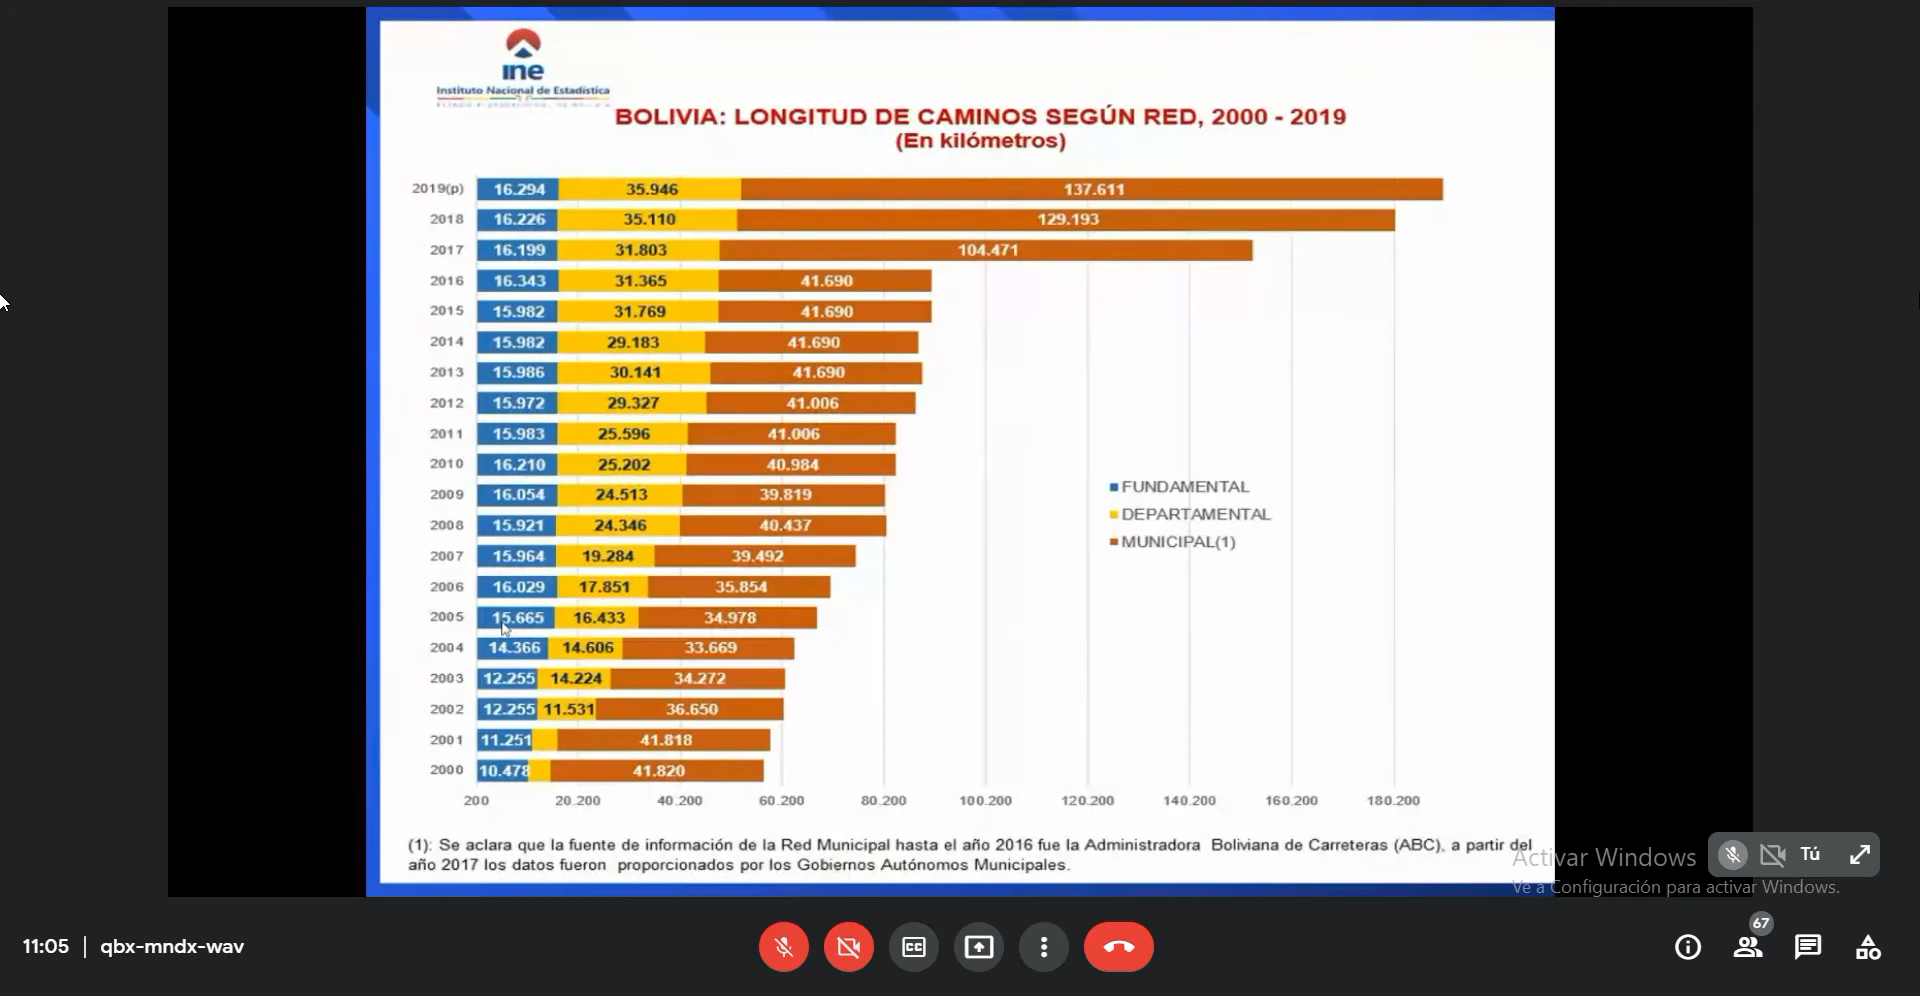 ine
Instituto Nacional de Estadística
BOLIVIA: LONGITUD DE CAMINOS SEGÚN RED, 2000 - 2019
(En kilómetros)
2019(p) 16.294 35.946 137.611
2018 16.226 35.110 129.193
2017 16.199 31.803 104.471
2016 16.343 31.365 41.690
2015 15.982 31.769 41.690
2014 15.982 29.183 41.690
2013 15.986 30.141 41.690
2012 15.972 29.327 41.006
2011 15.983 25.596 41.006
2010 16.210 25.202 40.984
2009 16.054 24.513 39.819
2008 15.921 24.346 40.437
2007 15.964 19.284 39.492
2006 16.029 17.851 35.854
2005 15.665 16.433 34.978
2004 14.366 14.606 33.669
2003 12.255 14.224 34.272
2002 12.255 11.531 36.650
2001 11.251 41.818
2000 10.478 41.820
200 20.200 40.200 60.200 80.200 100.200 120.200 140.200 160.200 180.200
FUNDAMENTAL
DEPARTAMENTAL
MUNICIPAL(1)
(1): Se aclara que la fuente de información de la Red Municipal hasta el año 2016 fue la Administradora Boliviana de Carreteras (ABC), a partir del
año 2017 los datos fueron proporcionados por los Gobiernos Autónomos Municipales.
Activar Windows
Ve a Configuración para activar Windows.
Tú
11:05 | qbx-mndx-wav
CC
67